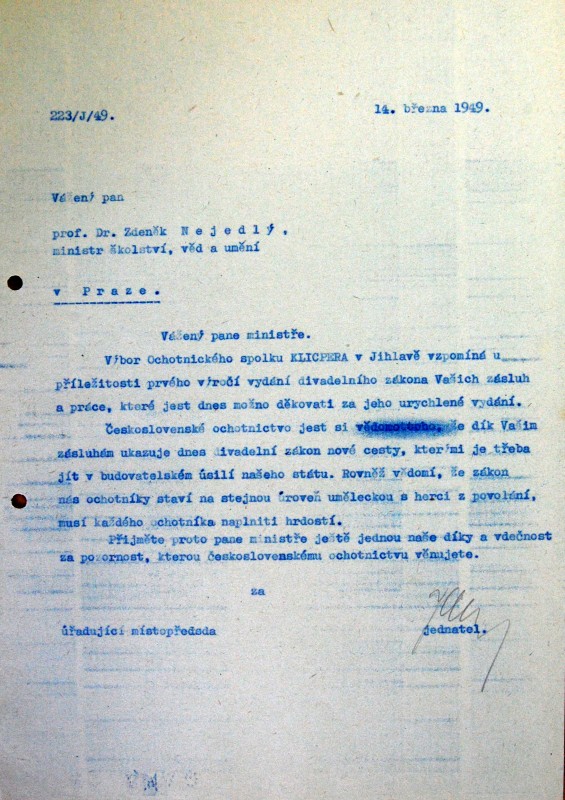 223/J/49.
14. března 1949.
Vážený pan
prof. Dr. Zdeněk N e j e d l ý ,
ministr školství, věd a umění
v P r a z e .
Vážený pane ministře.
Výbor Ochotnického spolku KLICPERA v Jihlavě vzpomíná u
příležitosti prvého výročí vydání divadelního zákona Vašich zásluh
a práce, které jest dnes možno děkovati za jeho urychlené vydání.
Československé ochotnictvo jest si že dík Vašim
zásluhám ukazuje dnes divadelní zákon nové cesty, kterými je třeba
jít v budovatelském úsilí našeho státu. Rovněž vědomí, že zákon
nás ochotníky staví na stejnou úroveň uměleckou s herci z povolání,
musí každého ochotníka naplniti hrdostí.
Přijměte proto pane ministře ještě jednou naše díky a vděčnost
za pozornost, kterou československému ochotnictvu věnujete.
za
úřadující místopředsda
jednatel.